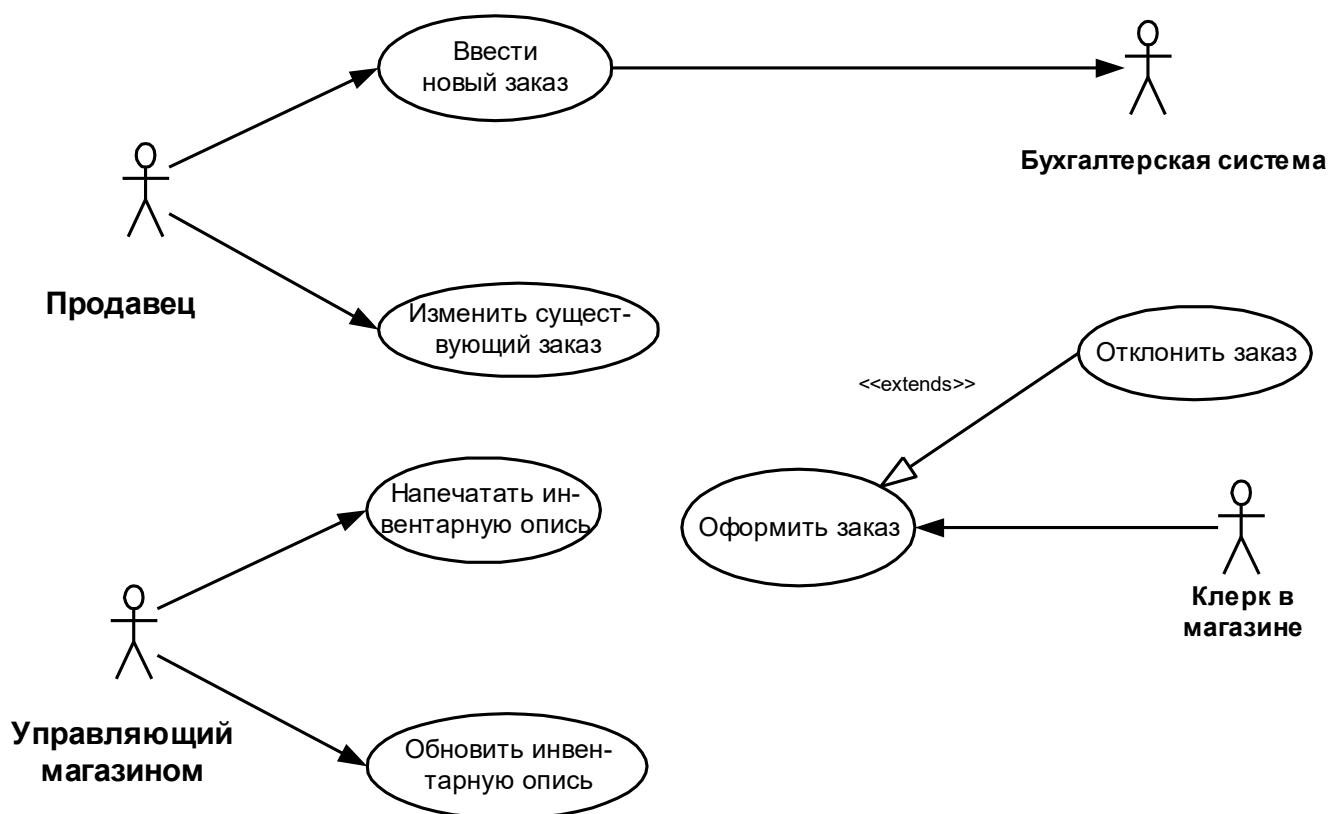 Ввести
новый заказ
Бухгалтерская система
Продавец
Изменить сущест-
вующий заказ
Отклонить заказ
<<extends>>
Напечатать ин-
вентарную опись
Оформить заказ
Клерк в
магазине
Управляющий
магазином
Обновить инвен-
тарную опись